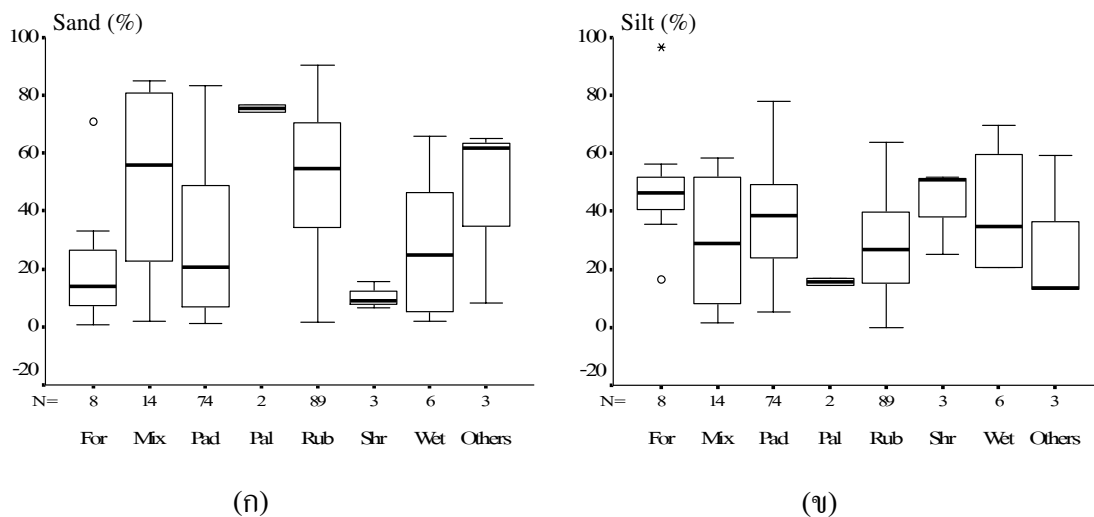 Sand (%)
100
80
60
40
20
0
-20
N= 8 14 74 2 89 3 6 3
For Mix Pad Pal Rub Shr Wet Others
(ก)
Silt (%)
100
80
60
40
20
0
-20
N= 8 14 74 2 89 3 6 3
For Mix Pad Pal Rub Shr Wet Others
(ข)